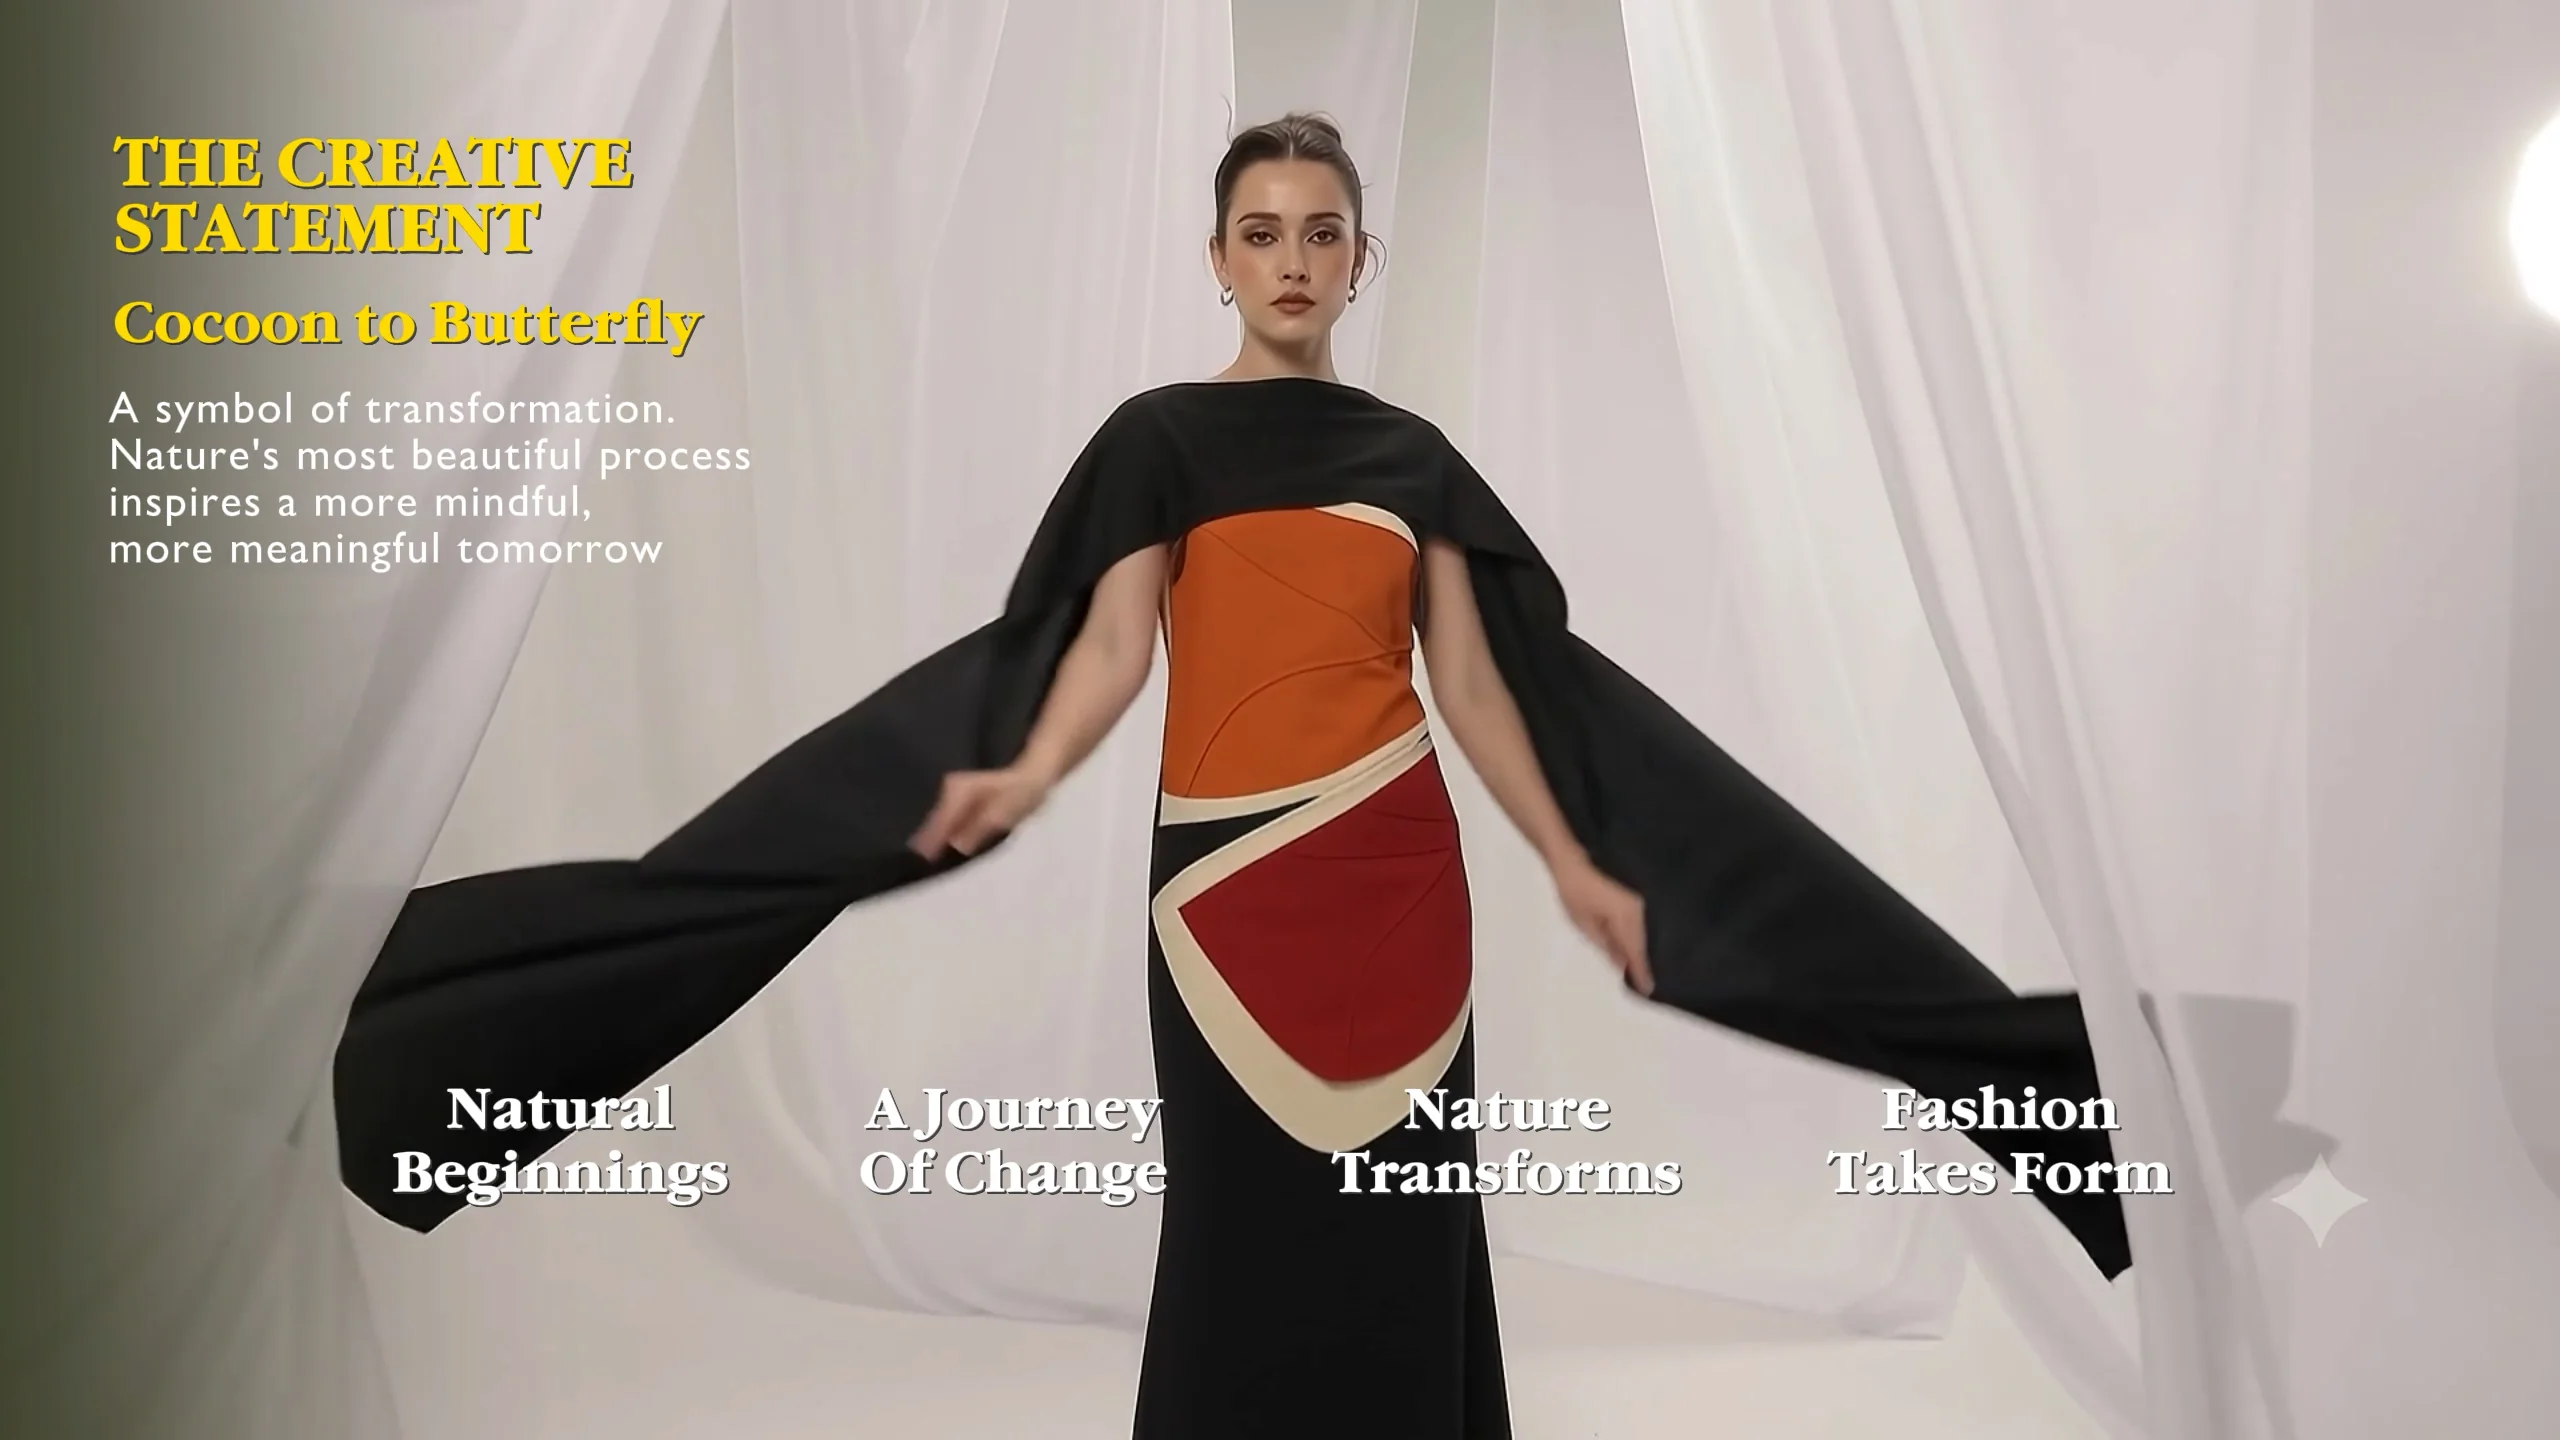 THE CREATIVE
STATEMENT
Cocoon to Butterfly
A symbol of transformation.
Nature's most beautiful process
inspires a more mindful,
more meaningful tomorrow
Natural
Beginnings
A Journey
Of Change
Nature
Transforms
Fashion
Takes Form